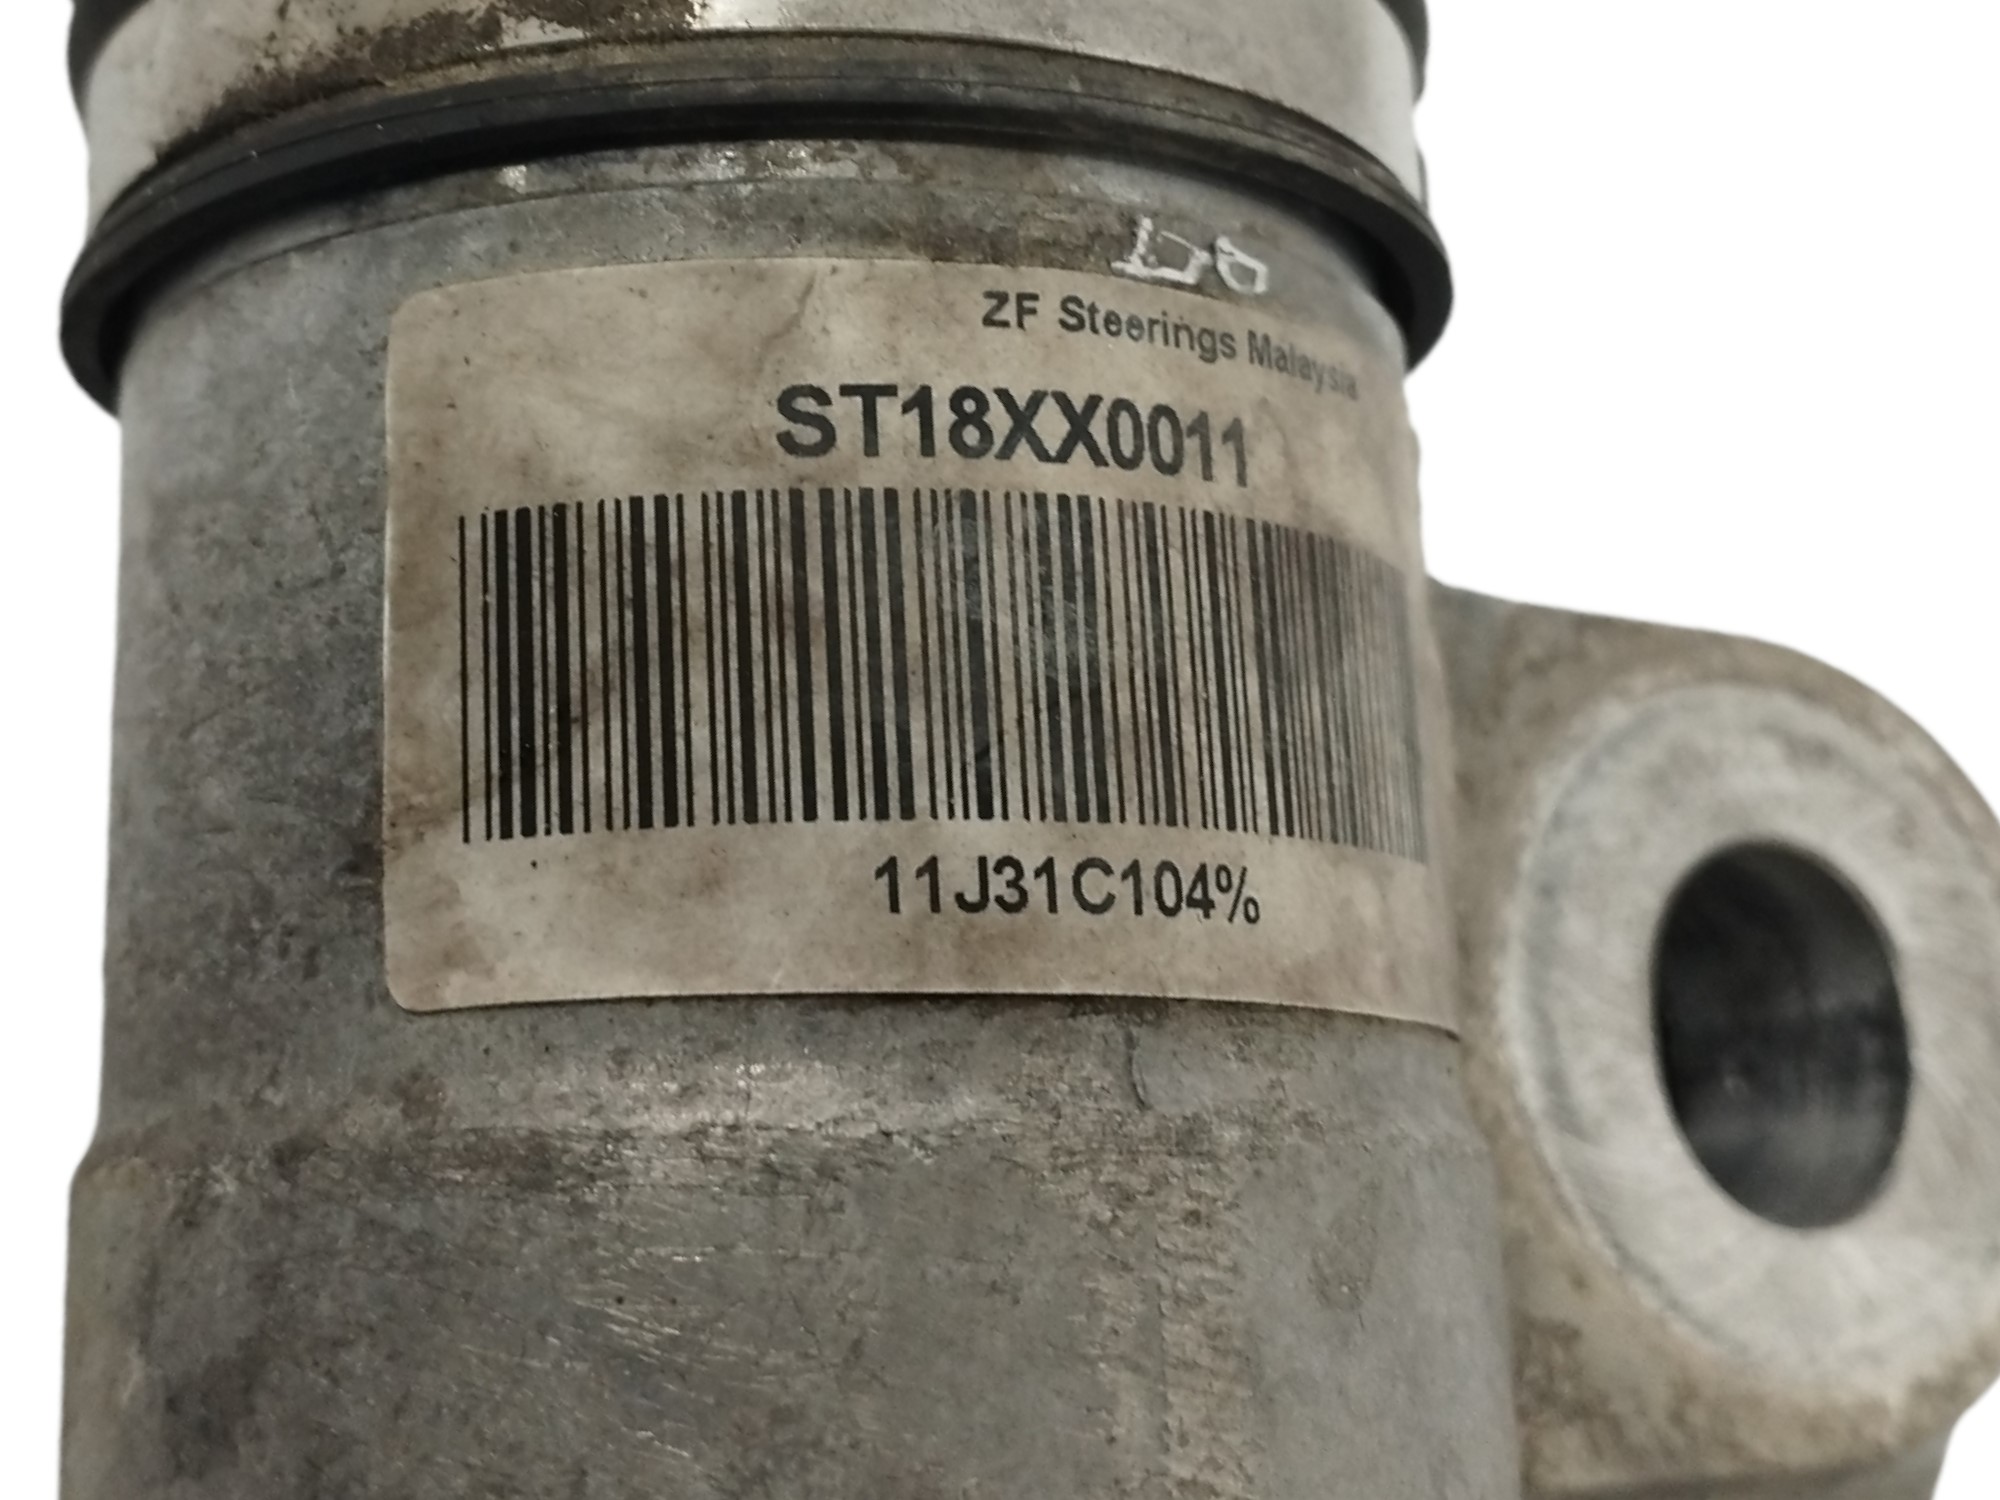 ZF Steerings Malaysia
ST18XX0011
11J31C104%